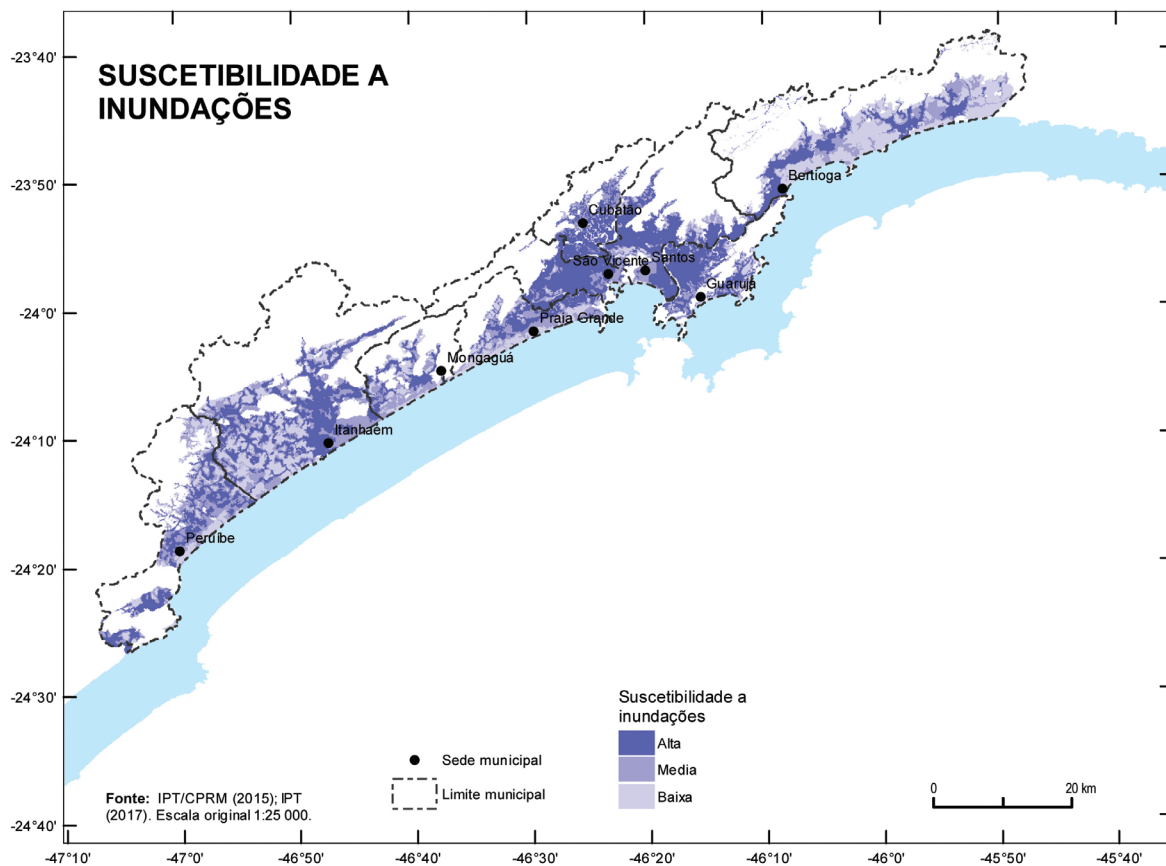 SUSCETIBILIDADE A
INUNDAÇÕES
-23°40'
-23°50'
-24°0'
-24°10'
-24°20'
-24°30'
-24°40'
Bertioga
Cubatão
São Vicente
Santos
Guarujá
Praia Grande
Mongaguá
Itanhaém
Peruíbe
Suscetibilidade a
inundações
Alta
Media
Baixa
Sede municipal
Limite municipal
Fonte: IPT/CPRM (2015); IPT
(2017). Escala original 1:25 000.
0 20 km
-47°10' -47°0' -46°50' -46°40' -46°30' -46°20' -46°10' -46°0' -45°50' -45°40'